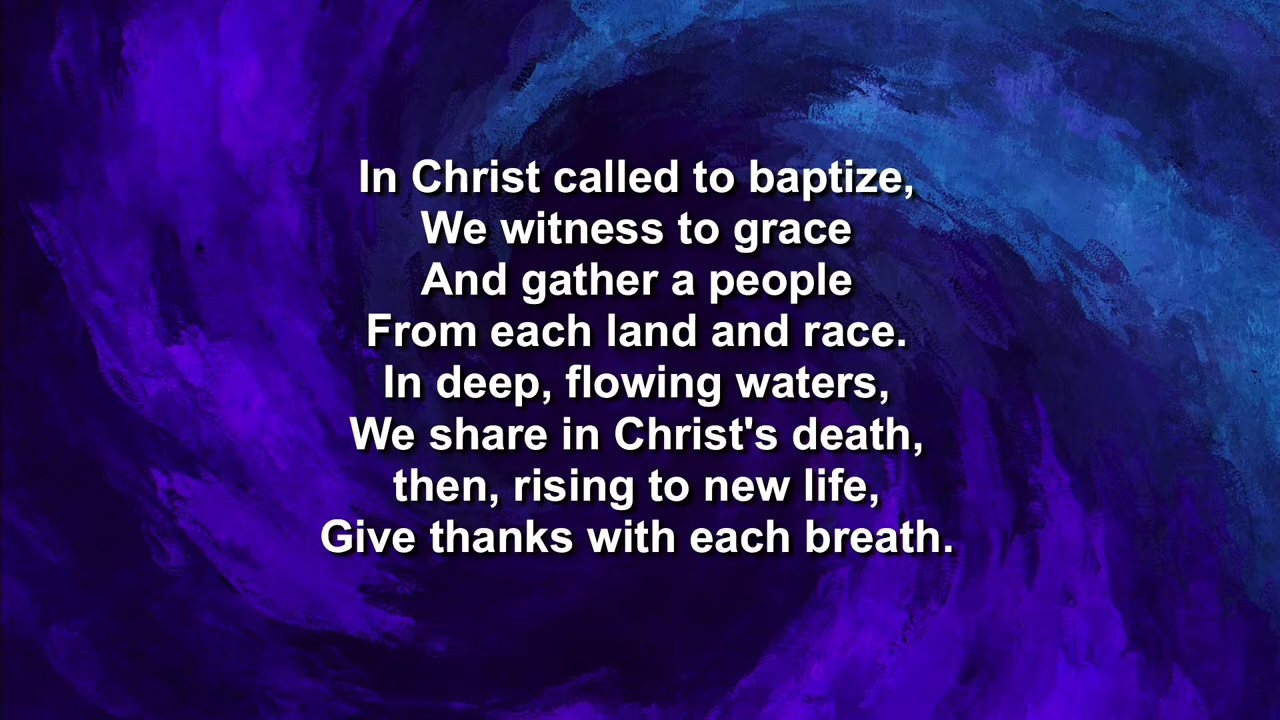 In Christ called to baptize,
We witness to grace
And gather a people
From each land and race.
In deep, flowing waters,
We share in Christ's death,
then, rising to new life,
Give thanks with each breath.